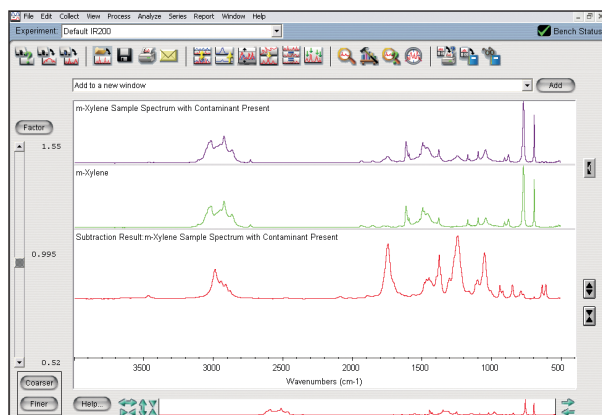 File Edit Collect View Process Analyze Series Report Window Help
Experiment: Default IR200 Bench Status
Add to a new window Add
m-Xylene Sample Spectrum with Contaminant Present
Factor
1.55
m-Xylene
Subtraction Result:m-Xylene Sample Spectrum with Contaminant Present
0.995
0.52
3500 3000 2500 2000 1500 1000 500
Wavenumbers (cm-1)
Coarser
Finer Help...